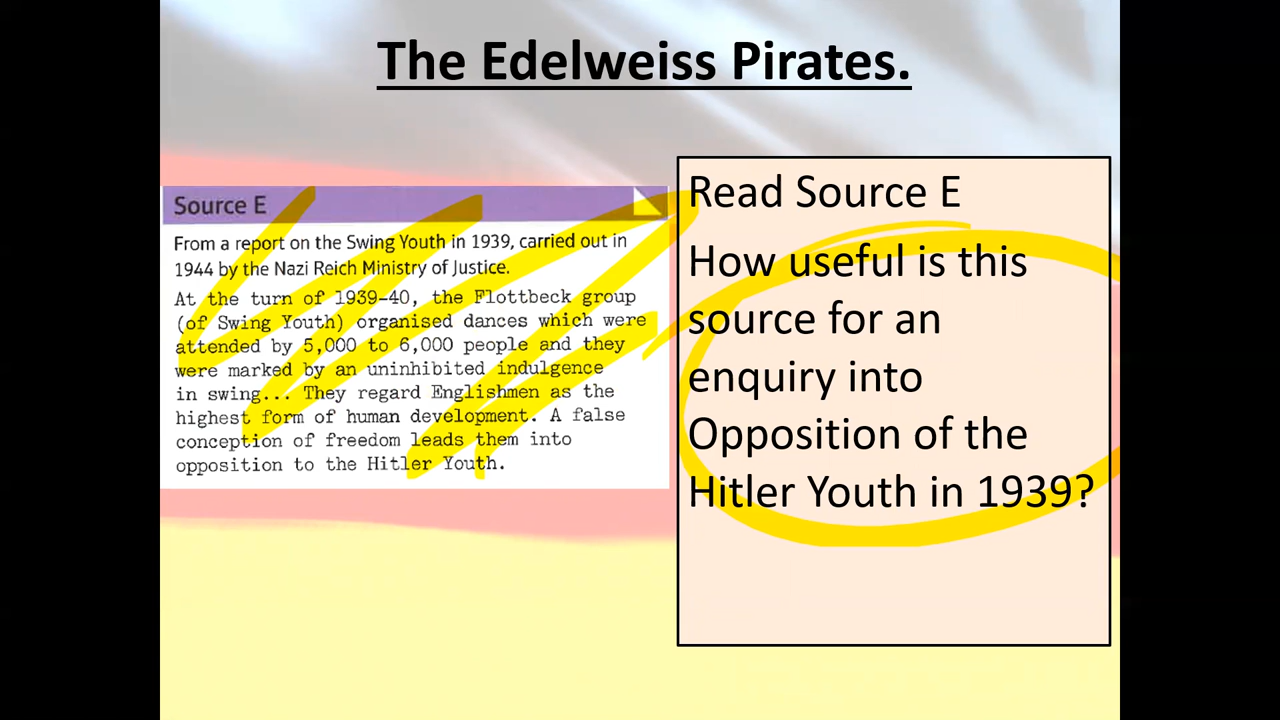 The Edelweiss Pirates.
Source E
From a report on the Swing Youth in 1939, carried out in
1944 by the Nazi Reich Ministry of Justice.
At the turn of 1939–40, the Flottbeck group
(of Swing Youth) organised dances which were
attended by 5,000 to 6,000 people and they
were marked by an uninhibited indulgence
in swing... They regard Englishmen as the
highest form of human development. A false
conception of freedom leads them into
opposition to the Hitler Youth.
Read Source E
How useful is this
source for an
enquiry into
Opposition of the
Hitler Youth in 1939?